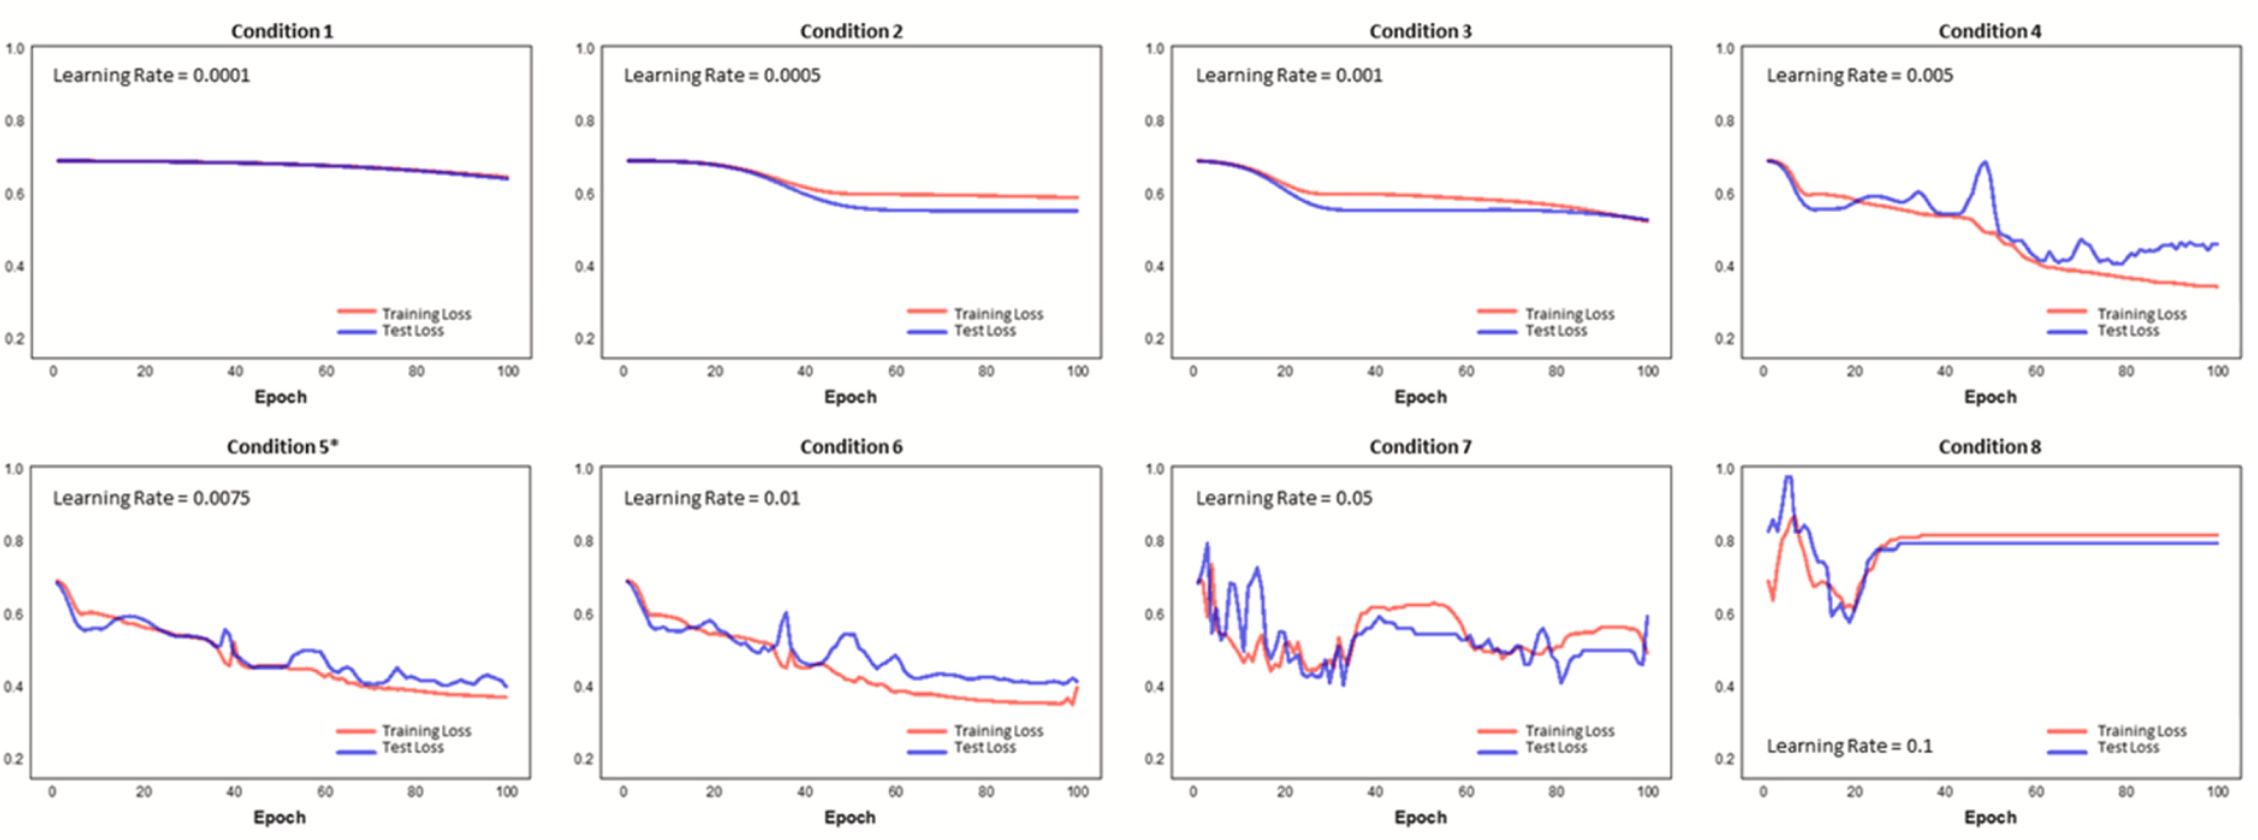 Condition 1
1.0
Learning Rate = 0.0001
0.8
0.6
0.4
Training Loss
Test Loss
0.2
0 20 40 60 80 100
Epoch
Condition 2
1.0
Learning Rate = 0.0005
0.8
0.6
0.4
Training Loss
Test Loss
0.2
0 20 40 60 80 100
Epoch
Condition 3
1.0
Learning Rate = 0.001
0.8
0.6
0.4
Training Loss
Test Loss
0.2
0 20 40 60 80 100
Epoch
Condition 4
1.0
Learning Rate = 0.005
0.8
0.6
0.4
Training Loss
Test Loss
0.2
0 20 40 60 80 100
Epoch
Condition 5*
1.0
Learning Rate = 0.0075
0.8
0.6
0.4
Training Loss
Test Loss
0.2
0 20 40 60 80 100
Epoch
Condition 6
1.0
Learning Rate = 0.01
0.8
0.6
0.4
Training Loss
Test Loss
0.2
0 20 40 60 80 100
Epoch
Condition 7
1.0
Learning Rate = 0.05
0.8
0.6
0.4
Training Loss
Test Loss
0.2
0 20 40 60 80 100
Epoch
Condition 8
1.0
0.8
0.6
0.4
Training Loss
Learning Rate = 0.1
Test Loss
0.2
0 20 40 60 80 100
Epoch